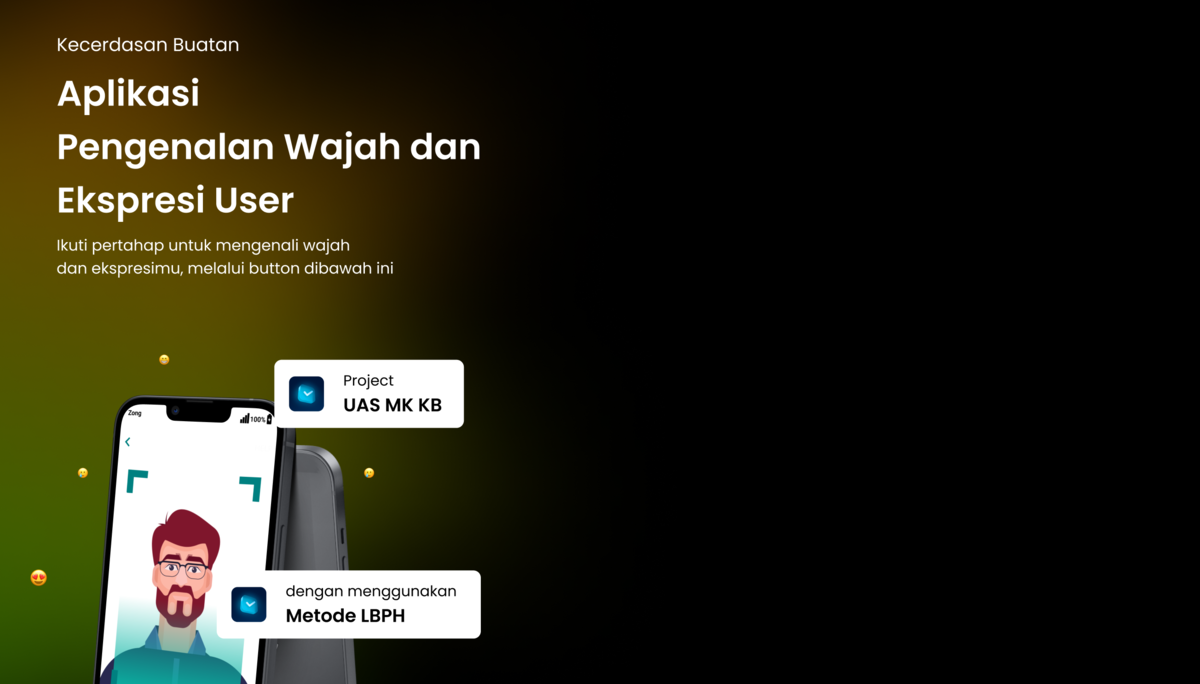 Kecerdasan Buatan
Aplikasi
Pengenalan Wajah dan
Ekspresi User
Ikuti pertahap untuk mengenali wajah
dan ekspresimu, melalui button dibawah ini
Project
UAS MK KB
Zong
100%
dengan menggunakan
Metode LBPH